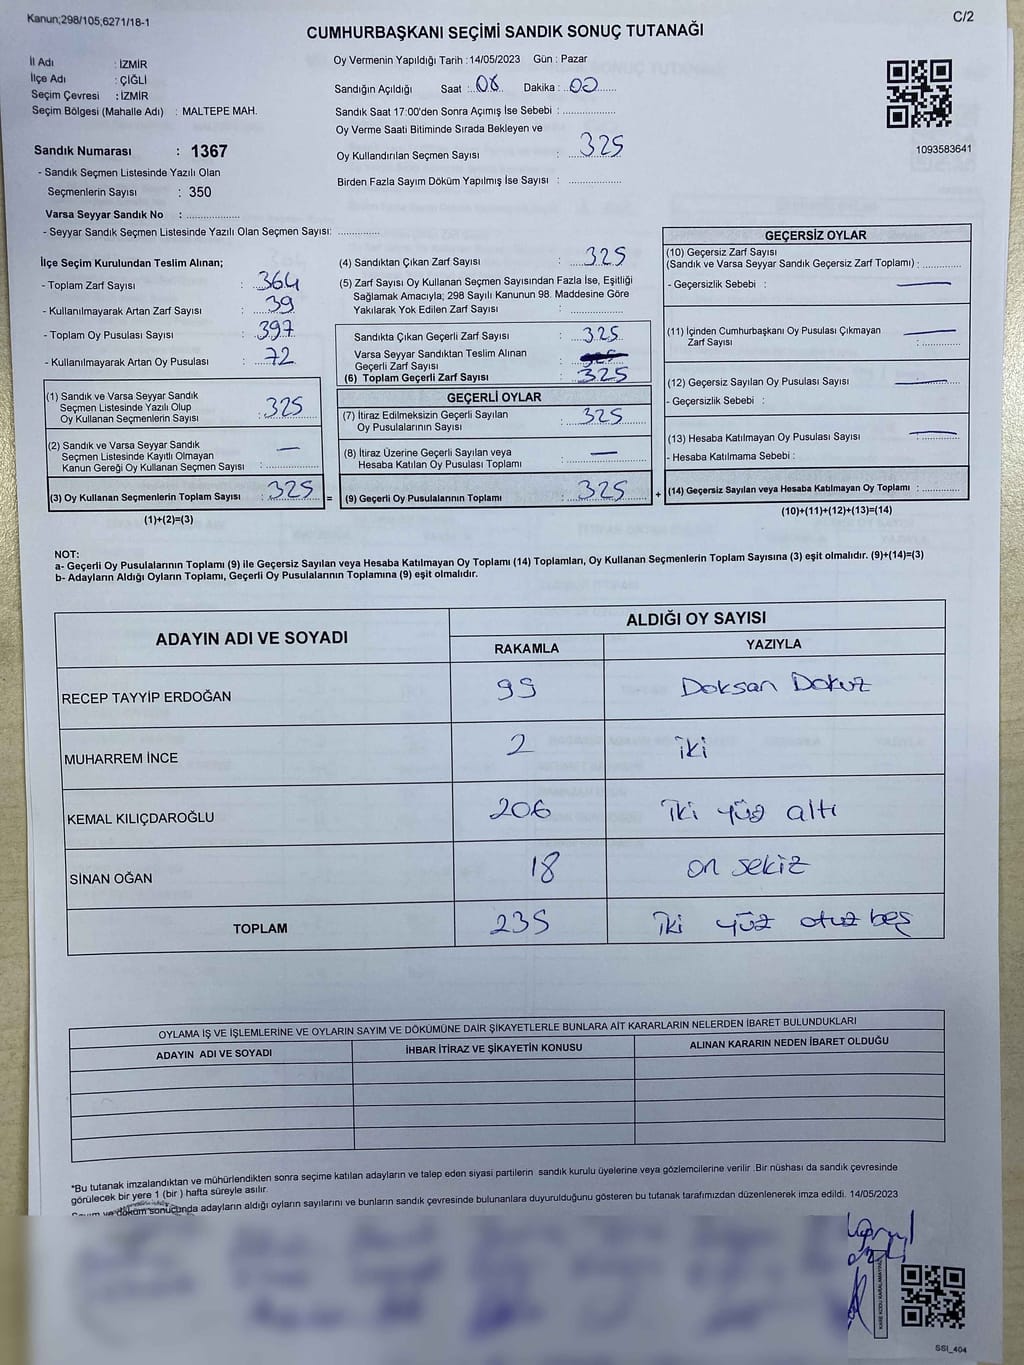 Kanun;298/105,6271/18-1
C/2
CUMHURBAŞKANI SEÇİMİ SANDIK SONUÇ TUTANAĞI
İl Adı : İZMİR
İlçe Adı : ÇİĞLİ
Seçim Çevresi : İZMİR
Seçim Bölgesi (Mahalle Adı) : MALTEPE MAH.
Oy Vermenin Yapıldığı Tarih :14/05/2023 Gün : Pazar
Sandığın Açıldığı Saat :..08. Dakika :..00......
Sandık Saat 17:00'den Sonra Açımış İse Sebebi : ..................
Oy Verme Saati Bitiminde Sırada Bekleyen ve
Oy Kullandırılan Seçmen Sayısı : 325
Birden Fazla Sayım Döküm Yapılmış İse Sayısı : ..................
1093583641
Sandık Numarası : 1367
- Sandık Seçmen Listesinde Yazılı Olan
Seçmenlerin Sayısı : 350
Varsa Seyyar Sandık No : ..................
- Seyyar Sandık Seçmen Listesinde Yazılı Olan Seçmen Sayısı: ..............
İlçe Seçim Kurulundan Teslim Alınan;
- Toplam Zarf Sayısı : 364
- Kullanılmayarak Artan Zarf Sayısı : 39
- Toplam Oy Pusulası : 397
- Kullanılmayarak Artan Oy Pusulası : 72
(1) Sandık ve Varsa Seyyar Sandık
Seçmen Listesinde Yazılı Olup
Oy Kullanan Seçmenlerin Sayısı : 325
(2) Sandık ve Varsa Seyyar Sandık
Seçmen Listesinde Kayıtlı Olmayan
Kanun Gereği Oy Kullanan Seçmen Sayısı : —
(3) Oy Kullanan Seçmenlerin Toplam Sayısı : 325 =
(1)+(2)=(3)
(4) Sandıktan Çıkan Zarf Sayısı : 325
(5) Zarf Sayısı Oy Kullanan Seçmen Sayısından Fazla İse, Eşitliği
Sağlamak Amacıyla; 298 Sayılı Kanunun 98. Maddesine Göre
Yakılarak Yok Edilen Zarf Sayısı : ..................
Sandıkta Çıkan Geçerli Zarf Sayısı : 325
Varsa Seyyar Sandıktan Teslim Alınan
Geçerli Zarf Sayısı :
(6) Toplam Geçerli Zarf Sayısı : 325
GEÇERLİ OYLAR
(7) İtiraz Edilmeksizin Geçerli Sayılan
Oy Pusulalarının Sayısı : 325
(8) İtiraz Üzerine Geçerli Sayılan veya
Hesaba Katılan Oy Pusulası Toplamı : —
(9) Geçerli Oy Pusulalarının Toplamı : 325 +
GEÇERSİZ OYLAR
(10) Geçersiz Zarf Sayısı
(Sandık ve Varsa Seyyar Sandık Geçersiz Zarf Toplamı) : ............
- Geçersizlik Sebebi : —
(11) İçinden Cumhurbaşkanı Oy Pusulası Çıkmayan
Zarf Sayısı : —
(12) Geçersiz Sayılan Oy Pusulası Sayısı : —
- Geçersizlik Sebebi :
(13) Hesaba Katılmayan Oy Pusulası Sayısı : —
- Hesaba Katılmama Sebebi :
(14) Geçersiz Sayılan veya Hesaba Katılmayan Oy Toplamı : ............
(10)+(11)+(12)+(13)=(14)
NOT:
a- Geçerli Oy Pusulalarının Toplamı (9) ile Geçersiz Sayılan veya Hesaba Katılmayan Oy Toplamı (14) Toplamları, Oy Kullanan Seçmenlerin Toplam Sayısına (3) eşit olmalıdır. (9)+(14)=(3)
b- Adayların Aldığı Oyların Toplamı, Geçerli Oy Pusulalarının Toplamına (9) eşit olmalıdır.
ADAYIN ADI VE SOYADI
ALDIĞI OY SAYISI
RAKAMLA YAZIYLA
RECEP TAYYİP ERDOĞAN 99 Doksan Dokuz
MUHARREM İNCE 2 iki
KEMAL KILIÇDAROĞLU 206 iki yüz altı
SİNAN OĞAN 18 on sekiz
TOPLAM 235 iki yüz otuz beş
OYLAMA İŞ VE İŞLEMLERİNE VE OYLARIN SAYIM VE DÖKÜMÜNE DAİR ŞİKAYETLERLE BUNLARA AİT KARARLARIN NELERDEN İBARET BULUNDUKLARI
ADAYIN ADI VE SOYADI İHBAR İTİRAZ VE ŞİKAYETİN KONUSU ALINAN KARARIN NEDEN İBARET OLDUĞU
*Bu tutanak imzalandıktan ve mühürlendikten sonra seçime katılan adayların ve talep eden siyasi partilerin sandık kurulu üyelerine veya gözlemcilerine verilir .Bir nüshası da sandık çevresinde
görülecek bir yere 1 (bir ) hafta süreyle asılır.
Sayım ve döküm sonucunda adayların aldığı oyların sayılarını ve bunların sandık çevresinde bulunanlara duyurulduğunu gösteren bu tutanak tarafımızdan düzenlenerek imza edildi. 14/05/2023
KARE KODU KARALAMAYINIZ
SSI_404